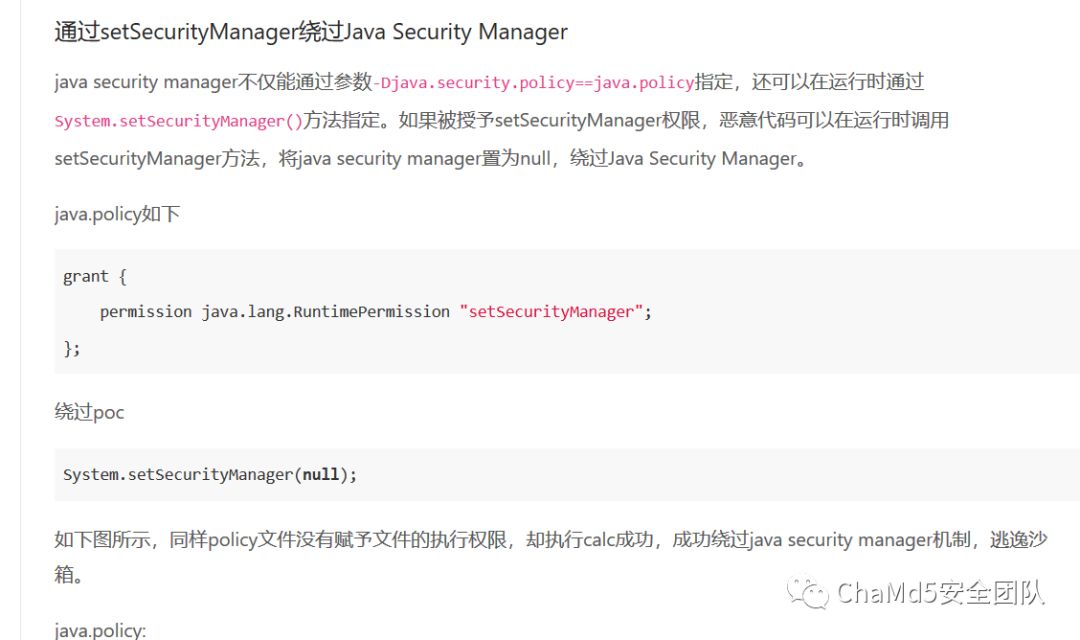 通过setSecurityManager绕过Java Security Manager
java security manager不仅能通过参数-Djava.security.policy==java.policy指定，还可以在运行时通过
System.setSecurityManager()方法指定。如果被授予setSecurityManager权限，恶意代码可以在运行时调用
setSecurityManager方法，将java security manager置为null，绕过Java Security Manager。
java.policy如下
grant {
    permission java.lang.RuntimePermission "setSecurityManager";
};
绕过poc
System.setSecurityManager(null);
如下图所示，同样policy文件没有赋予文件的执行权限，却执行calc成功，成功绕过java security manager机制，逃逸沙
箱。
ChaMd5安全团队
java.policy: